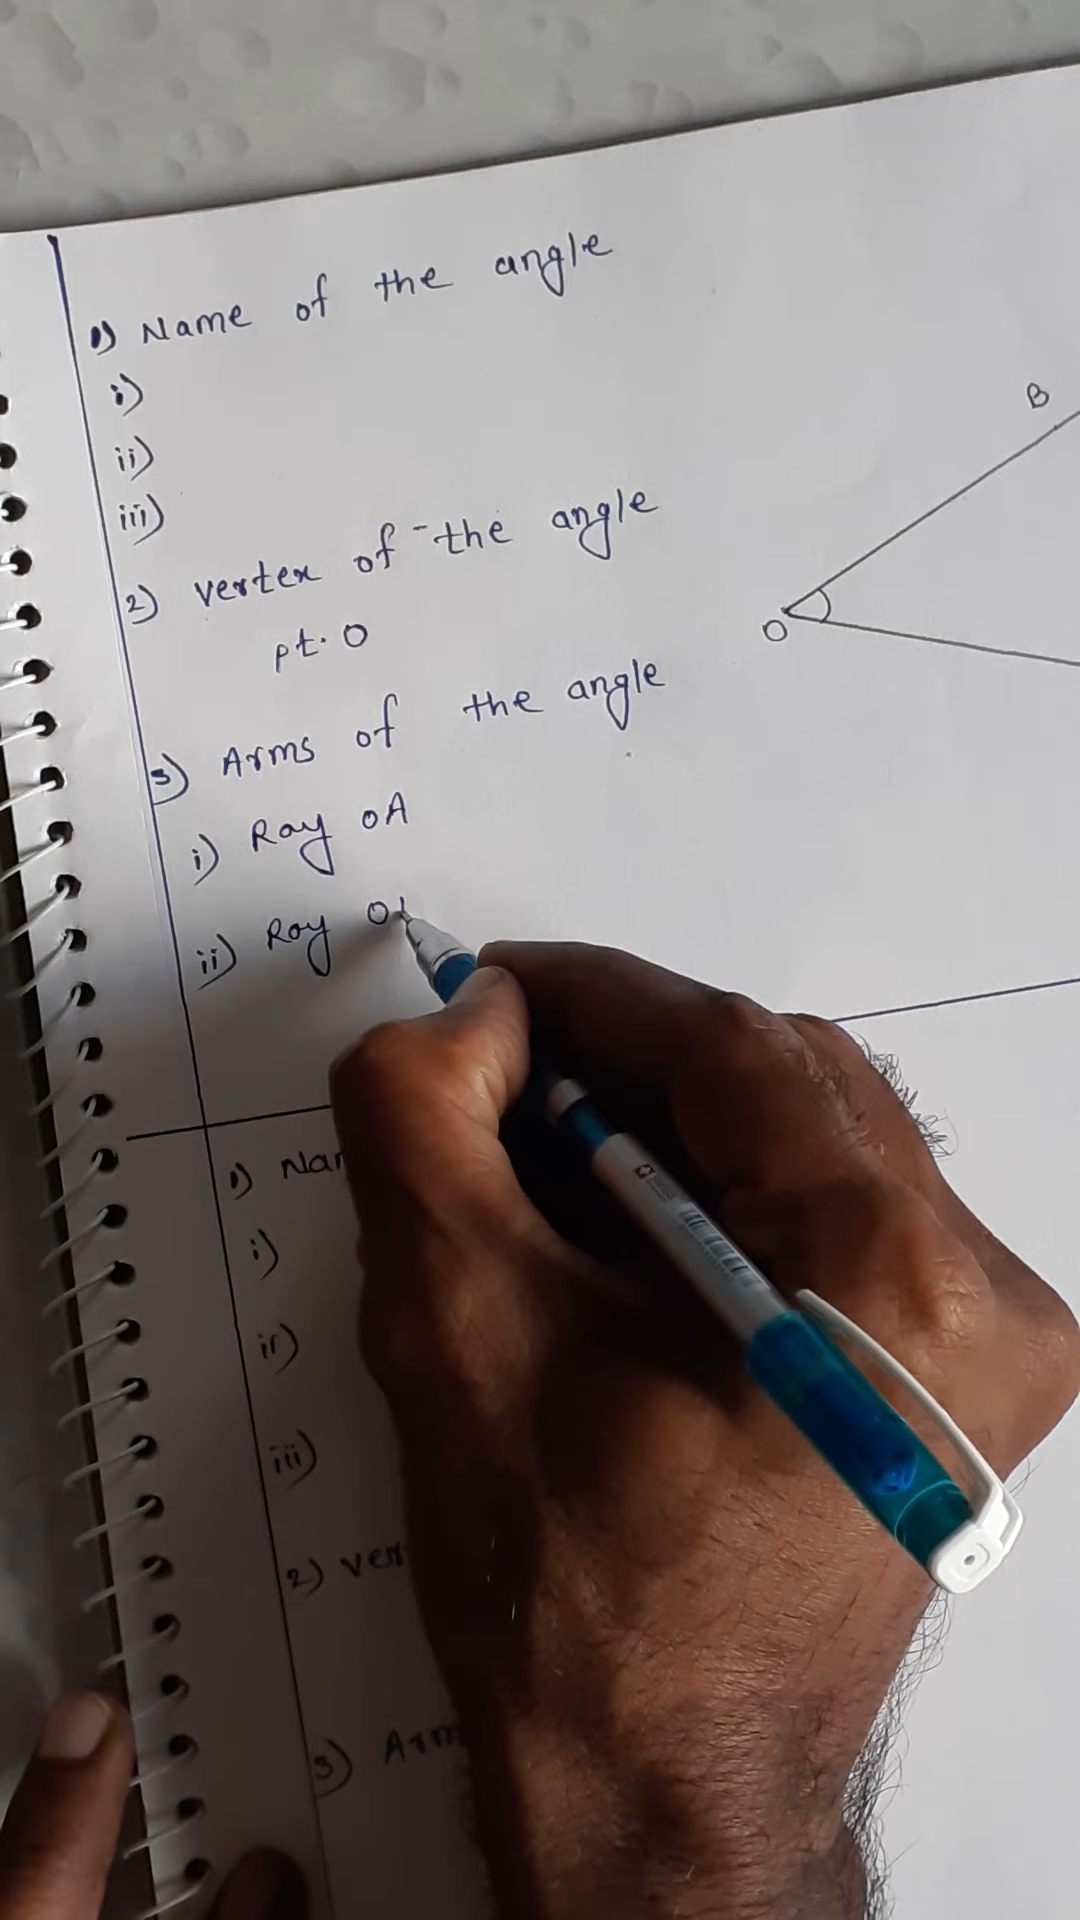 1) Name of the angle
i)
ii)
iii)
2) vertex of the angle
pt. O
3) Arms of the angle
i) Ray OA
ii) Ray O
B
O
1) Nam
i)
ii)
iii)
2) ver
3) Arm